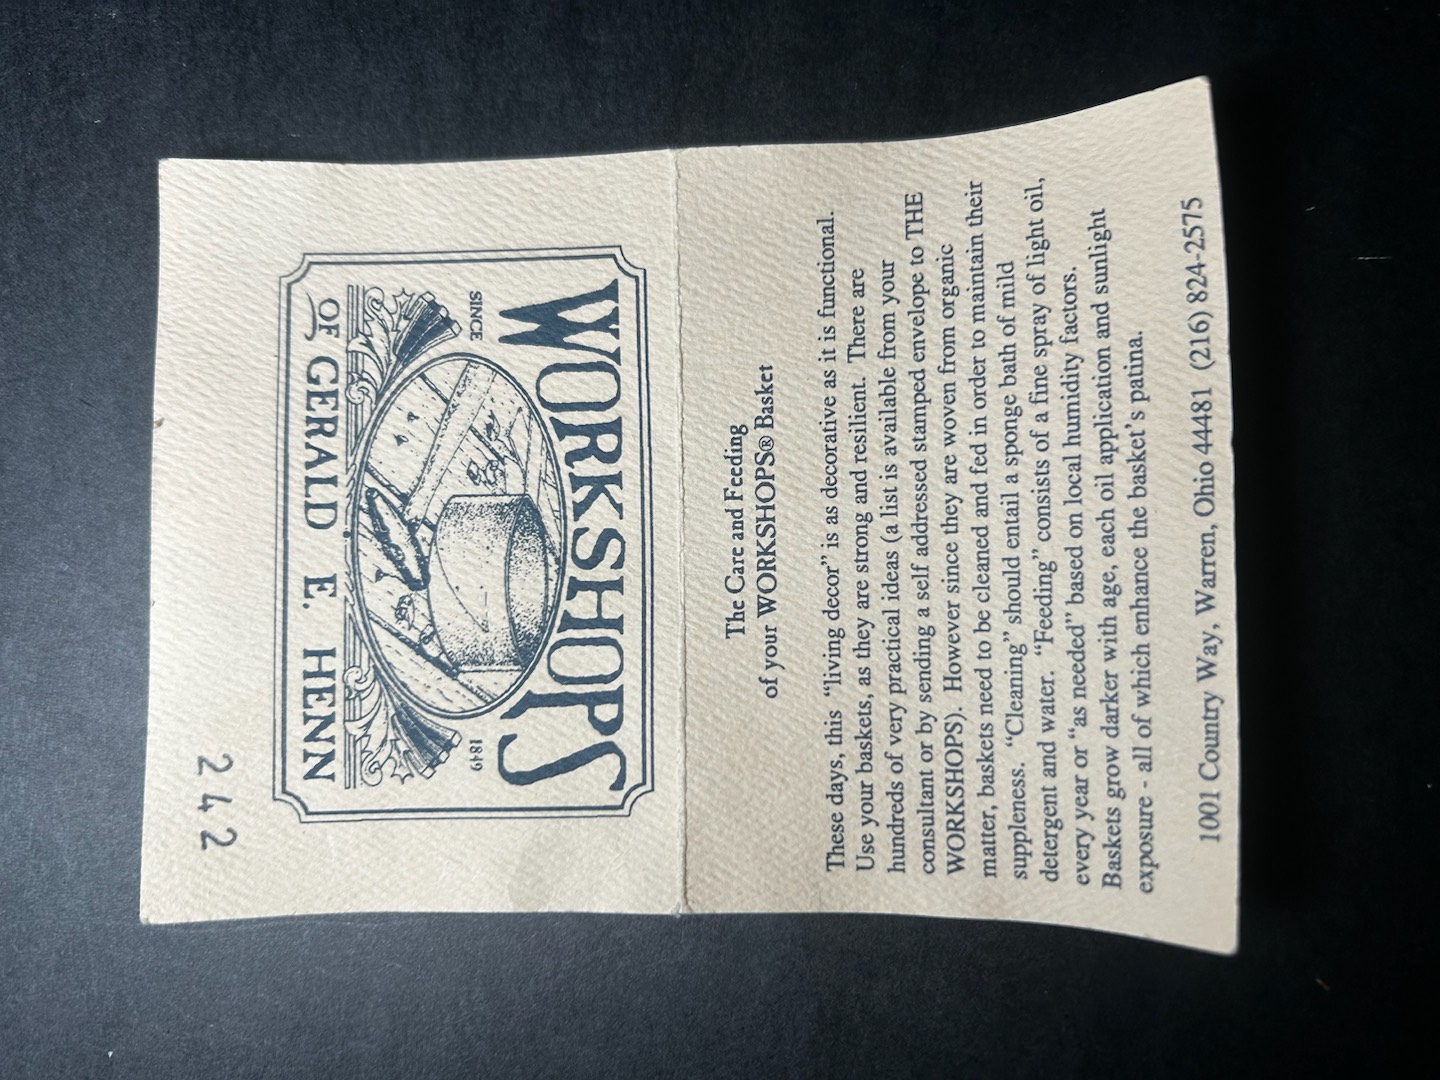 WORKSHOPS
SINCE 1849
OF GERALD E. HENN
242
The Care and Feeding
of your WORKSHOPS® Basket
These days, this "living decor" is as decorative as it is functional.
Use your baskets, as they are strong and resilient. There are
hundreds of very practical ideas (a list is available from your
consultant or by sending a self addressed stamped envelope to THE
WORKSHOPS). However since they are woven from organic
matter, baskets need to be cleaned and fed in order to maintain their
suppleness. "Cleaning" should entail a sponge bath of mild
detergent and water. "Feeding" consists of a fine spray of light oil,
every year or "as needed" based on local humidity factors.
Baskets grow darker with age, each oil application and sunlight
exposure - all of which enhance the basket's patina.
1001 Country Way, Warren, Ohio 44481 (216) 824-2575